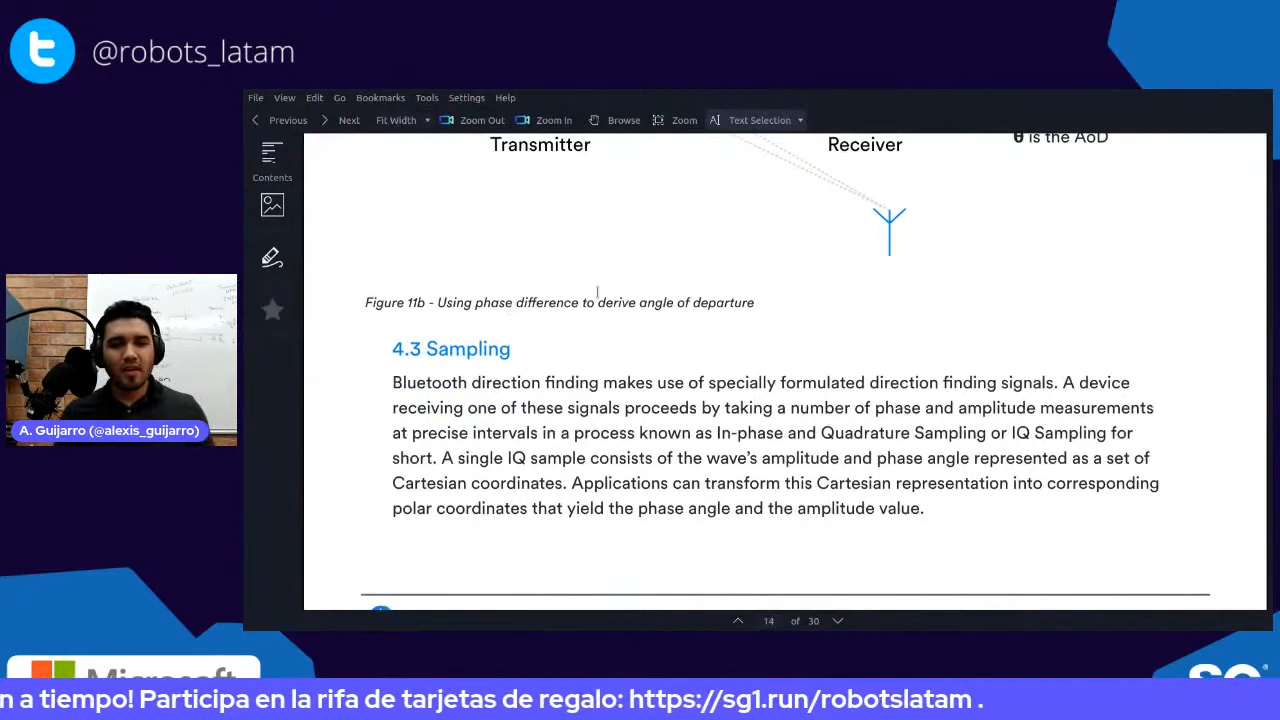 @robots_latam
File View Edit Go Bookmarks Tools Settings Help
Previous Next Fit Width Zoom Out Zoom In Browse Zoom Text Selection
Contents
Transmitter Receiver θ is the AoD
Figure 11b - Using phase difference to derive angle of departure
4.3 Sampling
Bluetooth direction finding makes use of specially formulated direction finding signals. A device
receiving one of these signals proceeds by taking a number of phase and amplitude measurements
at precise intervals in a process known as In-phase and Quadrature Sampling or IQ Sampling for
short. A single IQ sample consists of the wave's amplitude and phase angle represented as a set of
Cartesian coordinates. Applications can transform this Cartesian representation into corresponding
polar coordinates that yield the phase angle and the amplitude value.
14 of 30
A. Guijarro (@alexis_guijarro)
Microsoft
n a tiempo! Participa en la rifa de tarjetas de regalo: https://sg1.run/robotslatam .